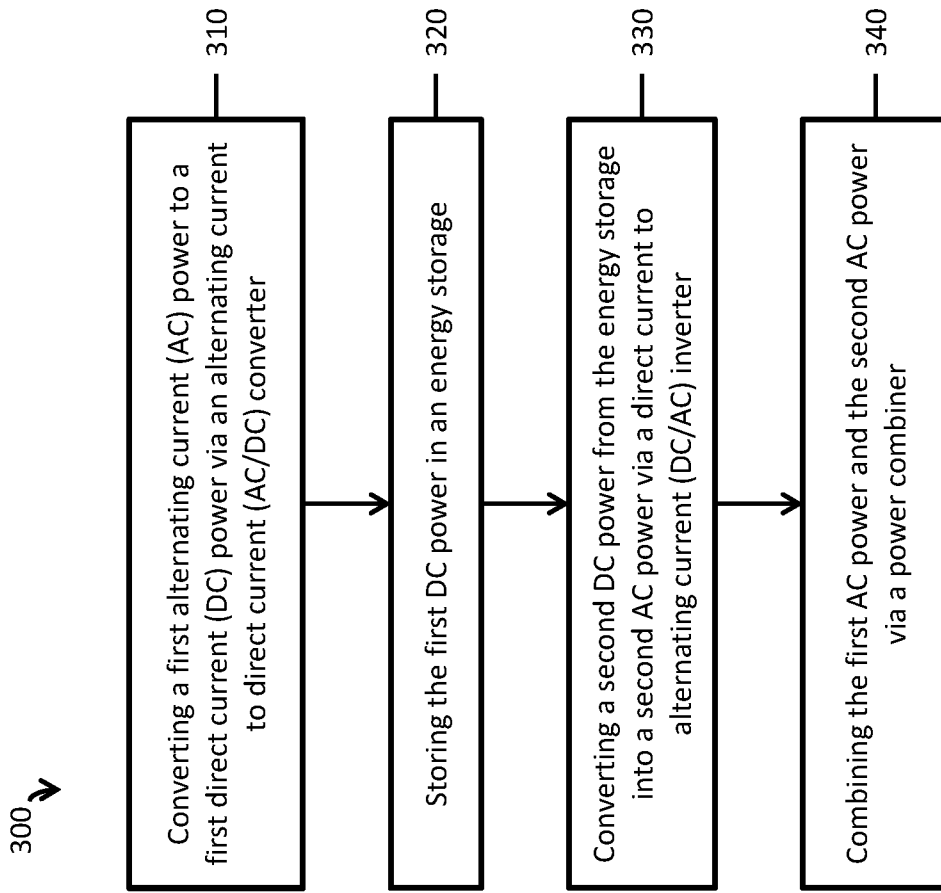 300
Converting a first alternating current (AC) power to a
first direct current (DC) power via an alternating current
to direct current (AC/DC) converter
310
Storing the first DC power in an energy storage
320
Converting a second DC power from the energy storage
into a second AC power via a direct current to
alternating current (DC/AC) inverter
330
Combining the first AC power and the second AC power
via a power combiner
340